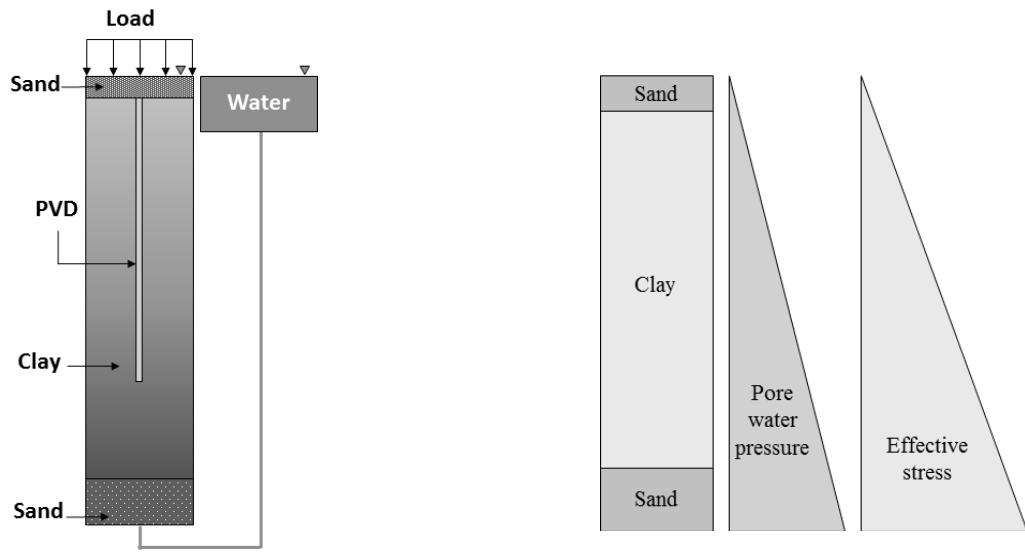 Load
Sand
Water
PVD
Clay
Sand
Sand
Clay
Sand
Pore
water
pressure
Effective
stress